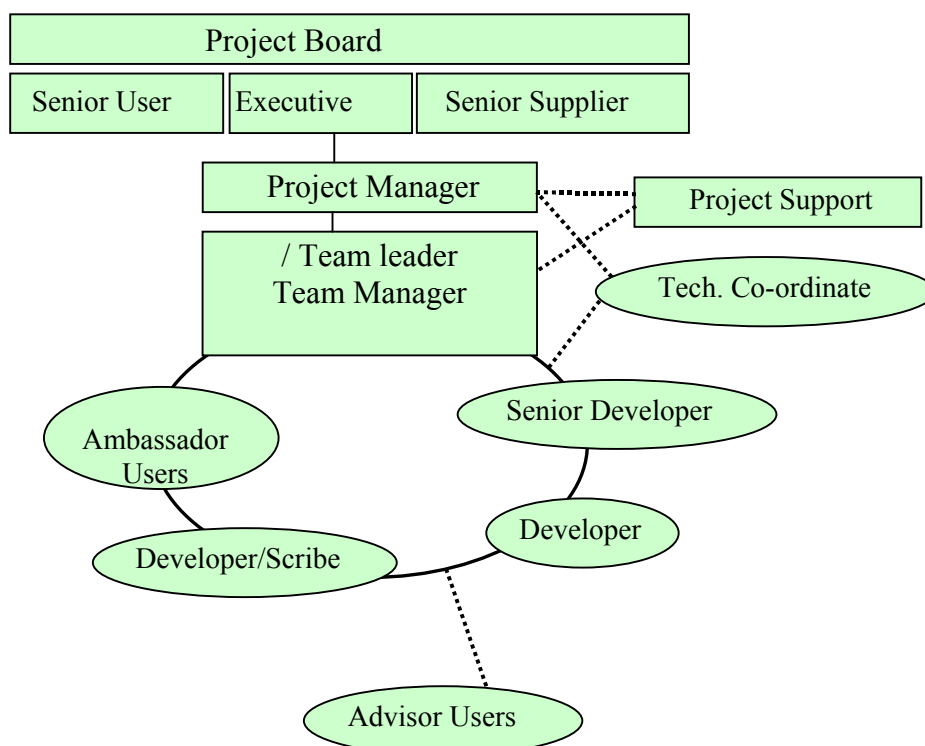 Project Board
Senior User
Executive
Senior Supplier
Project Manager
Project Support
/ Team leader
Team Manager
Tech. Co-ordinate
Senior Developer
Ambassador
Users
Developer
Developer/Scribe
Advisor Users